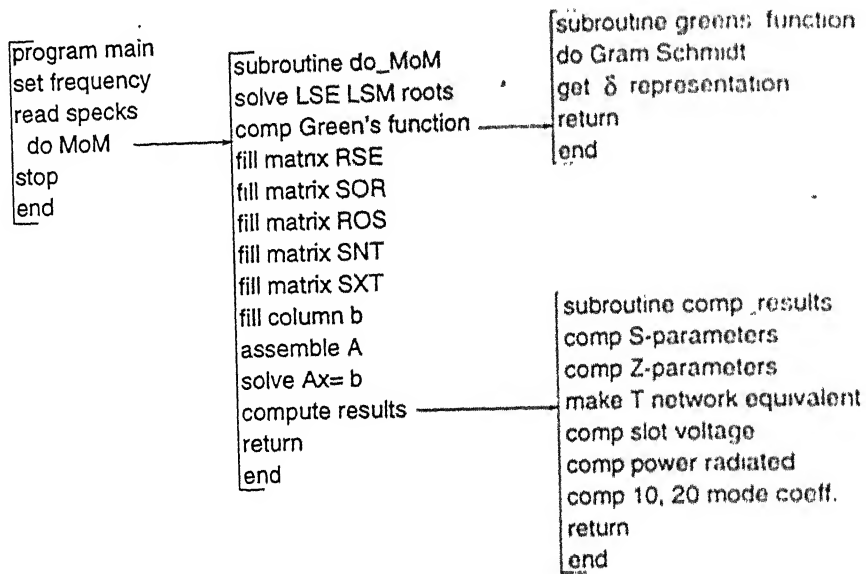 program main
set frequency
read specks
do MoM
stop
end
subroutine do_MoM
solve LSE LSM roots
comp Green's function
fill matrix RSE
fill matrix SOR
fill matrix ROS
fill matrix SNT
fill matrix SXT
fill column b
assemble A
solve Ax= b
compute results
return
end
subroutine greens function
do Gram Schmidt
get δ representation
return
end
subroutine comp_results
comp S-parameters
comp Z-parameters
make T network equivalent
comp slot voltage
comp power radiated
comp 10, 20 mode coeff.
return
end